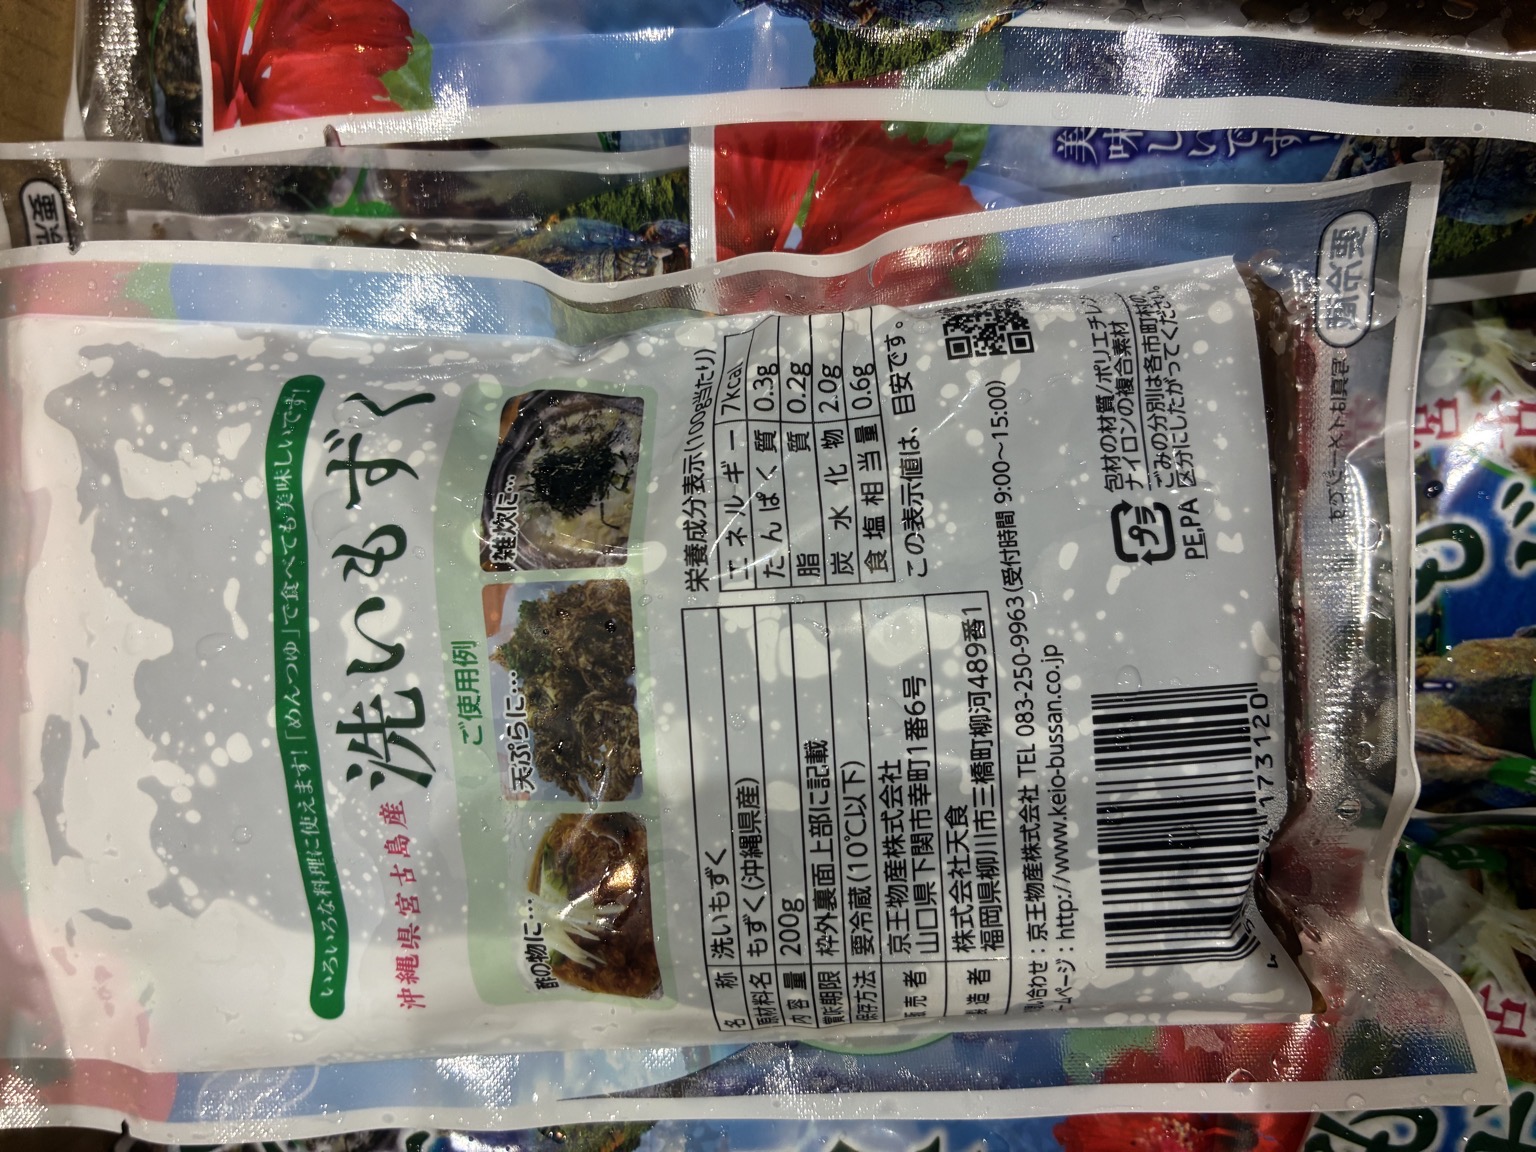 いろいろな料理に使えます!「めんつゆ」で食べても美味しいです!
沖縄県宮古島産
洗いもずく
ご使用例
酢の物に…
天ぷらに…
雑炊に…
名称 洗いもずく
原材料名 もずく(沖縄県産)
内容量 200g
賞味期限 枠外裏面上部に記載
保存方法 要冷蔵(10℃以下)
販売者 京王物産株式会社
山口県下関市幸町1番6号
製造者 株式会社天食
福岡県柳川市三橋町柳河489番1
栄養成分表示(100g当たり)
エネルギー 7kcal
たんぱく質 0.3g
脂質 0.2g
炭水化物 2.0g
食塩相当量 0.6g
この表示値は、目安です。
い合わせ:京王物産株式会社 TEL 083-250-9963(受付時間 9:00~15:00)
ムページ:http://www.keio-bussan.co.jp
プラ
PE,PA
包材の材質/ポリエチレン
ナイロンの複合素材
ごみの分別は各市町村の
区分にしたがってください。
173120
要冷蔵
美味しいです